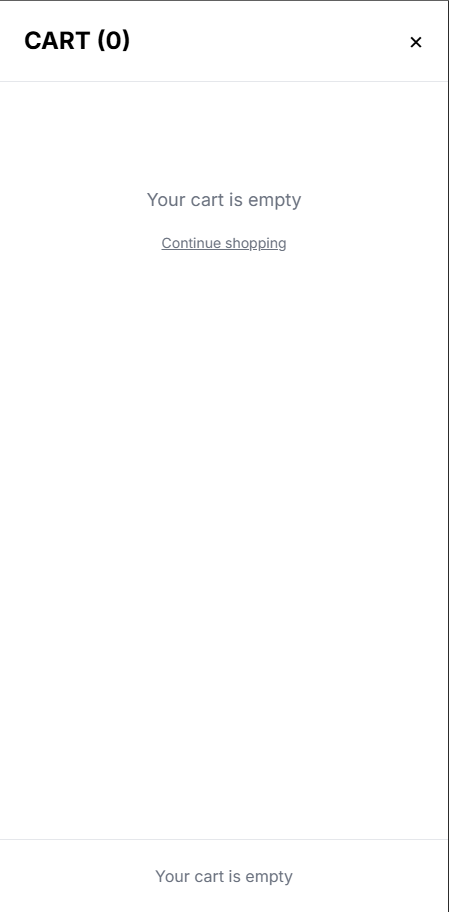 CART (0) ×
Your cart is empty
Continue shopping
Your cart is empty